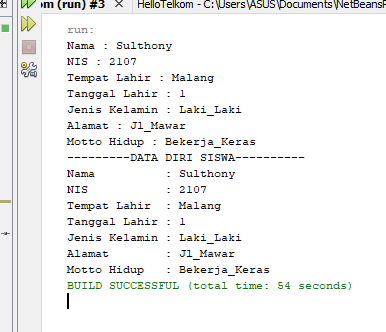 om (run) #3 × HelloTelkom - C:\Users\ASUS\Documents\NetBeansP
run:
Nama : Sulthony
NIS : 2107
Tempat Lahir : Malang
Tanggal Lahir : 1
Jenis Kelamin : Laki_Laki
Alamat : Jl_Mawar
Motto Hidup : Bekerja_Keras
---------DATA DIRI SISWA----------
Nama          : Sulthony
NIS           : 2107
Tempat Lahir  : Malang
Tanggal Lahir : 1
Jenis Kelamin : Laki_Laki
Alamat        : Jl_Mawar
Motto Hidup   : Bekerja_Keras
BUILD SUCCESSFUL (total time: 54 seconds)